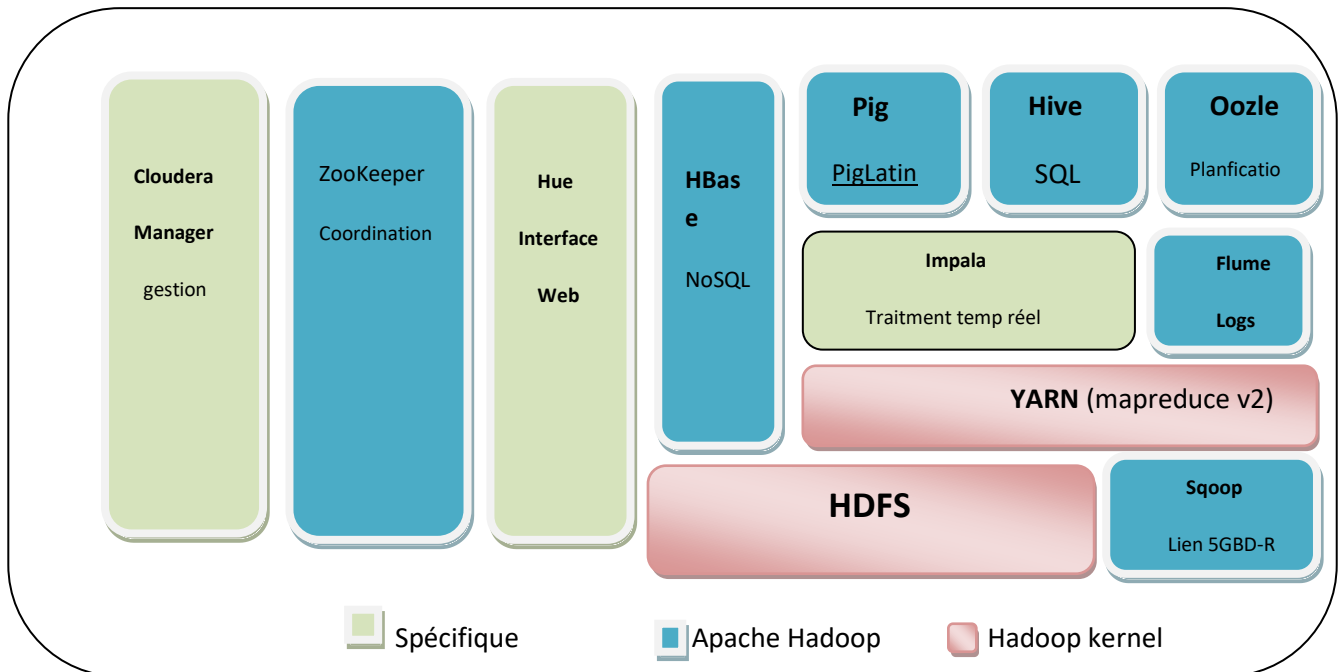 Cloudera
Manager
gestion
ZooKeeper
Coordination
Hue
Interface
Web
HBas
e
NoSQL
Pig
PigLatin
Hive
SQL
Oozle
Planficatio
Impala
Traitment temp réel
Flume
Logs
YARN (mapreduce v2)
HDFS
Sqoop
Lien 5GBD-R
Spécifique
Apache Hadoop
Hadoop kernel